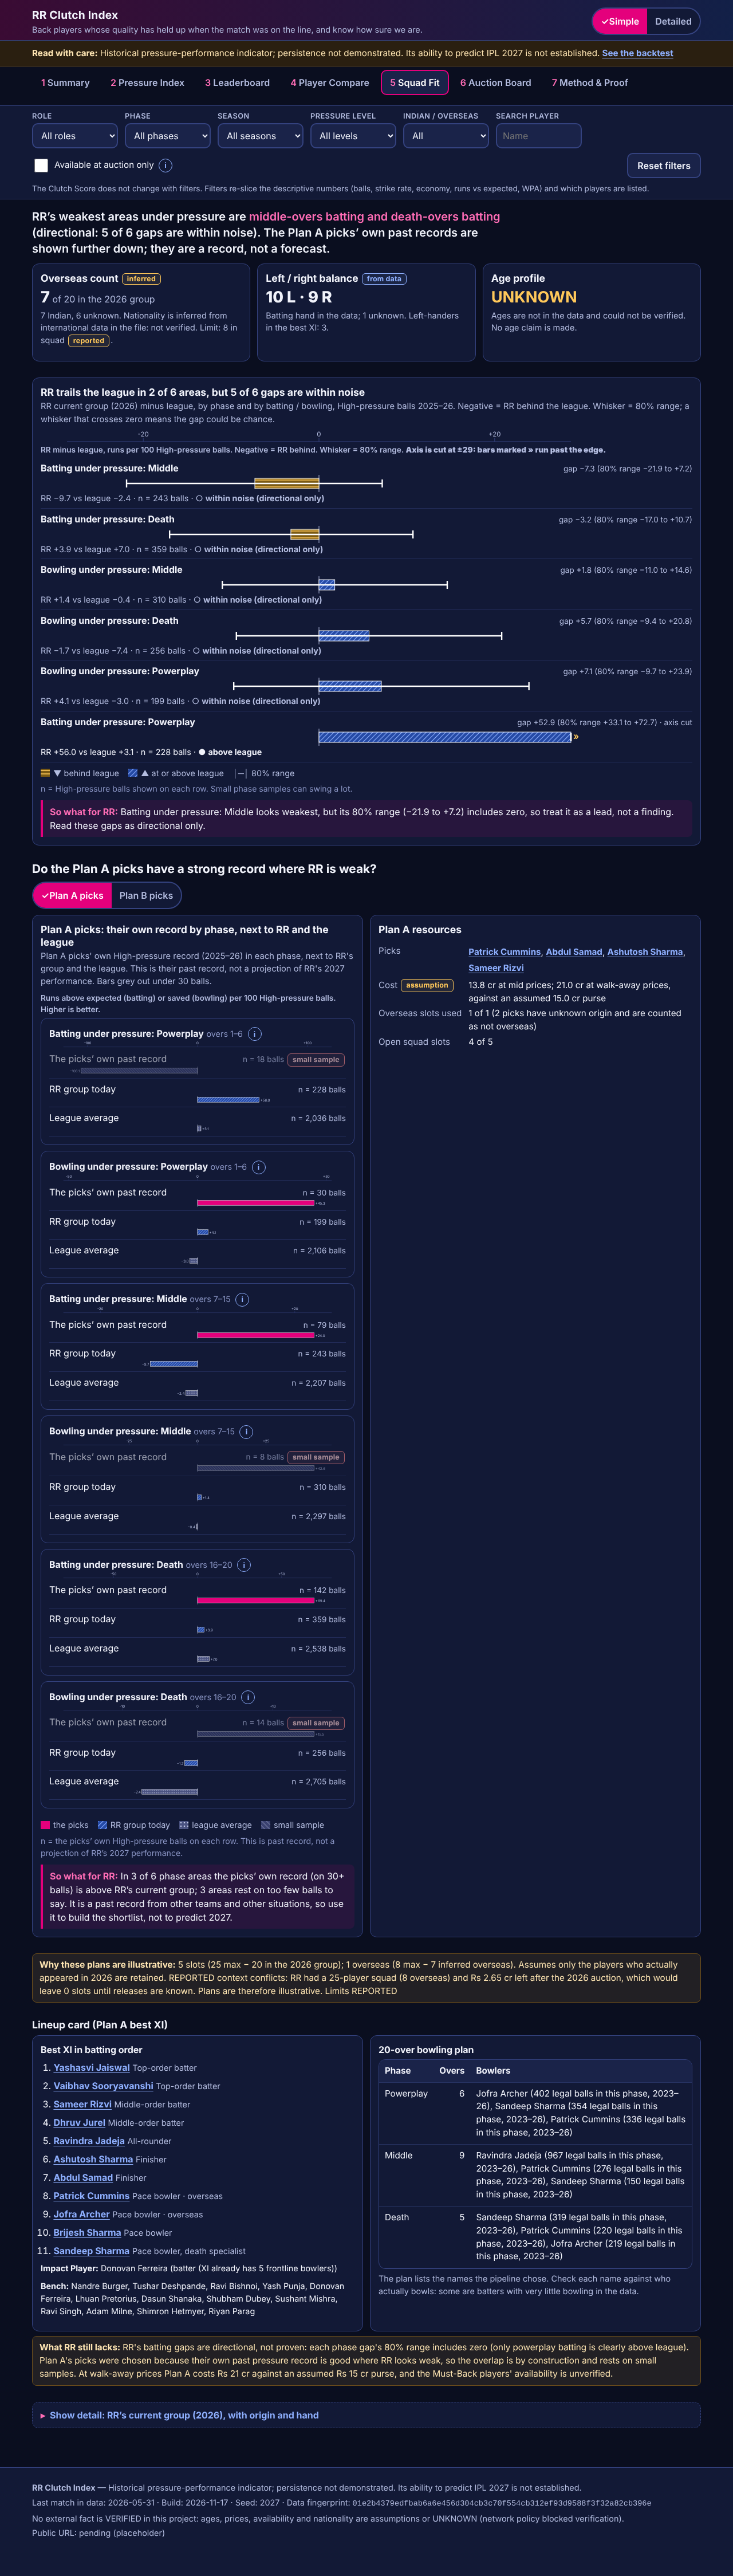 RR Clutch Index
Back players whose quality has held up when the match was on the line, and know how sure we are.
✓Simple
Detailed
Read with care: Historical pressure-performance indicator; persistence not demonstrated. Its ability to predict IPL 2027 is not established. See the backtest
1 Summary
2 Pressure Index
3 Leaderboard
4 Player Compare
5 Squad Fit
6 Auction Board
7 Method & Proof
ROLE
PHASE
SEASON
PRESSURE LEVEL
INDIAN / OVERSEAS
SEARCH PLAYER
All roles
All phases
All seasons
All levels
All
Name
Available at auction only i
Reset filters
The Clutch Score does not change with filters. Filters re-slice the descriptive numbers (balls, strike rate, economy, runs vs expected, WPA) and which players are listed.
RR's weakest areas under pressure are middle-overs batting and death-overs batting
(directional: 5 of 6 gaps are within noise). The Plan A picks' own past records are
shown further down; they are a record, not a forecast.
Overseas count inferred
7 of 20 in the 2026 group
7 Indian, 6 unknown. Nationality is inferred from
international data in the file: not verified. Limit: 8 in
squad reported.
Left / right balance from data
10 L · 9 R
Batting hand in the data; 1 unknown. Left-handers
in the best XI: 3.
Age profile
UNKNOWN
Ages are not in the data and could not be verified.
No age claim is made.
RR trails the league in 2 of 6 areas, but 5 of 6 gaps are within noise
RR current group (2026) minus league, by phase and by batting / bowling, High-pressure balls 2025–26. Negative = RR behind the league. Whisker = 80% range; a
whisker that crosses zero means the gap could be chance.
-20
0
+20
RR minus league, runs per 100 High-pressure balls. Negative = RR behind. Whisker = 80% range. Axis is cut at ±29: bars marked » run past the edge.
Batting under pressure: Middle
gap −7.3 (80% range −21.9 to +7.2)
RR −9.7 vs league −2.4 · n = 243 balls · ○ within noise (directional only)
Batting under pressure: Death
gap −3.2 (80% range −17.0 to +10.7)
RR +3.9 vs league +7.0 · n = 359 balls · ○ within noise (directional only)
Bowling under pressure: Middle
gap +1.8 (80% range −11.0 to +14.6)
RR +1.4 vs league −0.4 · n = 310 balls · ○ within noise (directional only)
Bowling under pressure: Death
gap +5.7 (80% range −9.4 to +20.8)
RR −1.7 vs league −7.4 · n = 256 balls · ○ within noise (directional only)
Bowling under pressure: Powerplay
gap +7.1 (80% range −9.7 to +23.9)
RR +4.1 vs league −3.0 · n = 199 balls · ○ within noise (directional only)
Batting under pressure: Powerplay
gap +52.9 (80% range +33.1 to +72.7) · axis cut
»
RR +56.0 vs league +3.1 · n = 228 balls · ● above league
▼ behind league ▲ at or above league |—| 80% range
n = High-pressure balls shown on each row. Small phase samples can swing a lot.
So what for RR: Batting under pressure: Middle looks weakest, but its 80% range (−21.9 to +7.2) includes zero, so treat it as a lead, not a finding.
Read these gaps as directional only.
Do the Plan A picks have a strong record where RR is weak?
✓Plan A picks
Plan B picks
Plan A picks: their own record by phase, next to RR and the
league
Plan A picks' own High-pressure record (2025–26) in each phase, next to RR's
group and the league. This is their past record, not a projection of RR's 2027
performance. Bars grey out under 30 balls.
Runs above expected (batting) or saved (bowling) per 100 High-pressure balls.
Higher is better.
Batting under pressure: Powerplay overs 1–6 i
The picks' own past record
n = 18 balls small sample
RR group today
n = 228 balls
League average
n = 2,036 balls
Bowling under pressure: Powerplay overs 1–6 i
The picks' own past record
n = 30 balls
RR group today
n = 199 balls
League average
n = 2,106 balls
Batting under pressure: Middle overs 7–15 i
The picks' own past record
n = 79 balls
RR group today
n = 243 balls
League average
n = 2,207 balls
Bowling under pressure: Middle overs 7–15 i
The picks' own past record
n = 8 balls small sample
RR group today
n = 310 balls
League average
n = 2,297 balls
Batting under pressure: Death overs 16–20 i
The picks' own past record
n = 142 balls
RR group today
n = 359 balls
League average
n = 2,538 balls
Bowling under pressure: Death overs 16–20 i
The picks' own past record
n = 14 balls small sample
RR group today
n = 256 balls
League average
n = 2,705 balls
the picks RR group today league average small sample
n = the picks' own High-pressure balls on each row. This is past record, not a
projection of RR's 2027 performance.
So what for RR: In 3 of 6 phase areas the picks' own record (on 30+
balls) is above RR's current group; 3 areas rest on too few balls to
say. It is a past record from other teams and other situations, so use
it to build the shortlist, not to predict 2027.
Plan A resources
Picks
Patrick Cummins, Abdul Samad, Ashutosh Sharma,
Sameer Rizvi
Cost assumption
13.8 cr at mid prices; 21.0 cr at walk-away prices,
against an assumed 15.0 cr purse
Overseas slots used
1 of 1 (2 picks have unknown origin and are counted
as not overseas)
Open squad slots
4 of 5
Why these plans are illustrative: 5 slots (25 max − 20 in the 2026 group); 1 overseas (8 max − 7 inferred overseas). Assumes only the players who actually
appeared in 2026 are retained. REPORTED context conflicts: RR had a 25-player squad (8 overseas) and Rs 2.65 cr left after the 2026 auction, which would
leave 0 slots until releases are known. Plans are therefore illustrative. Limits REPORTED
Lineup card (Plan A best XI)
Best XI in batting order
1. Yashasvi Jaiswal Top-order batter
2. Vaibhav Sooryavanshi Top-order batter
3. Sameer Rizvi Middle-order batter
4. Dhruv Jurel Middle-order batter
5. Ravindra Jadeja All-rounder
6. Ashutosh Sharma Finisher
7. Abdul Samad Finisher
8. Patrick Cummins Pace bowler · overseas
9. Jofra Archer Pace bowler · overseas
10. Brijesh Sharma Pace bowler
11. Sandeep Sharma Pace bowler, death specialist
Impact Player: Donovan Ferreira (batter (XI already has 5 frontline bowlers))
Bench: Nandre Burger, Tushar Deshpande, Ravi Bishnoi, Yash Punja, Donovan
Ferreira, Lhuan Pretorius, Dasun Shanaka, Shubham Dubey, Sushant Mishra,
Ravi Singh, Adam Milne, Shimron Hetmyer, Riyan Parag
20-over bowling plan
Phase
Overs
Bowlers
Powerplay
6
Jofra Archer (402 legal balls in this phase, 2023–
26), Sandeep Sharma (354 legal balls in this
phase, 2023–26), Patrick Cummins (336 legal balls
in this phase, 2023–26)
Middle
9
Ravindra Jadeja (967 legal balls in this phase,
2023–26), Patrick Cummins (276 legal balls in this
phase, 2023–26), Sandeep Sharma (150 legal balls
in this phase, 2023–26)
Death
5
Sandeep Sharma (319 legal balls in this phase,
2023–26), Patrick Cummins (220 legal balls in this
phase, 2023–26), Jofra Archer (219 legal balls in
this phase, 2023–26)
The plan lists the names the pipeline chose. Check each name against who
actually bowls: some are batters with very little bowling in the data.
What RR still lacks: RR's batting gaps are directional, not proven: each phase gap's 80% range includes zero (only powerplay batting is clearly above league).
Plan A's picks were chosen because their own past pressure record is good where RR looks weak, so the overlap is by construction and rests on small
samples. At walk-away prices Plan A costs Rs 21 cr against an assumed Rs 15 cr purse, and the Must-Back players' availability is unverified.
▶ Show detail: RR's current group (2026), with origin and hand
RR Clutch Index — Historical pressure-performance indicator; persistence not demonstrated. Its ability to predict IPL 2027 is not established.
Last match in data: 2026-05-31 · Build: 2026-11-17 · Seed: 2027 · Data fingerprint:
No external fact is VERIFIED in this project: ages, prices, availability and nationality are assumptions or UNKNOWN (network policy blocked verification).
Public URL: pending (placeholder)